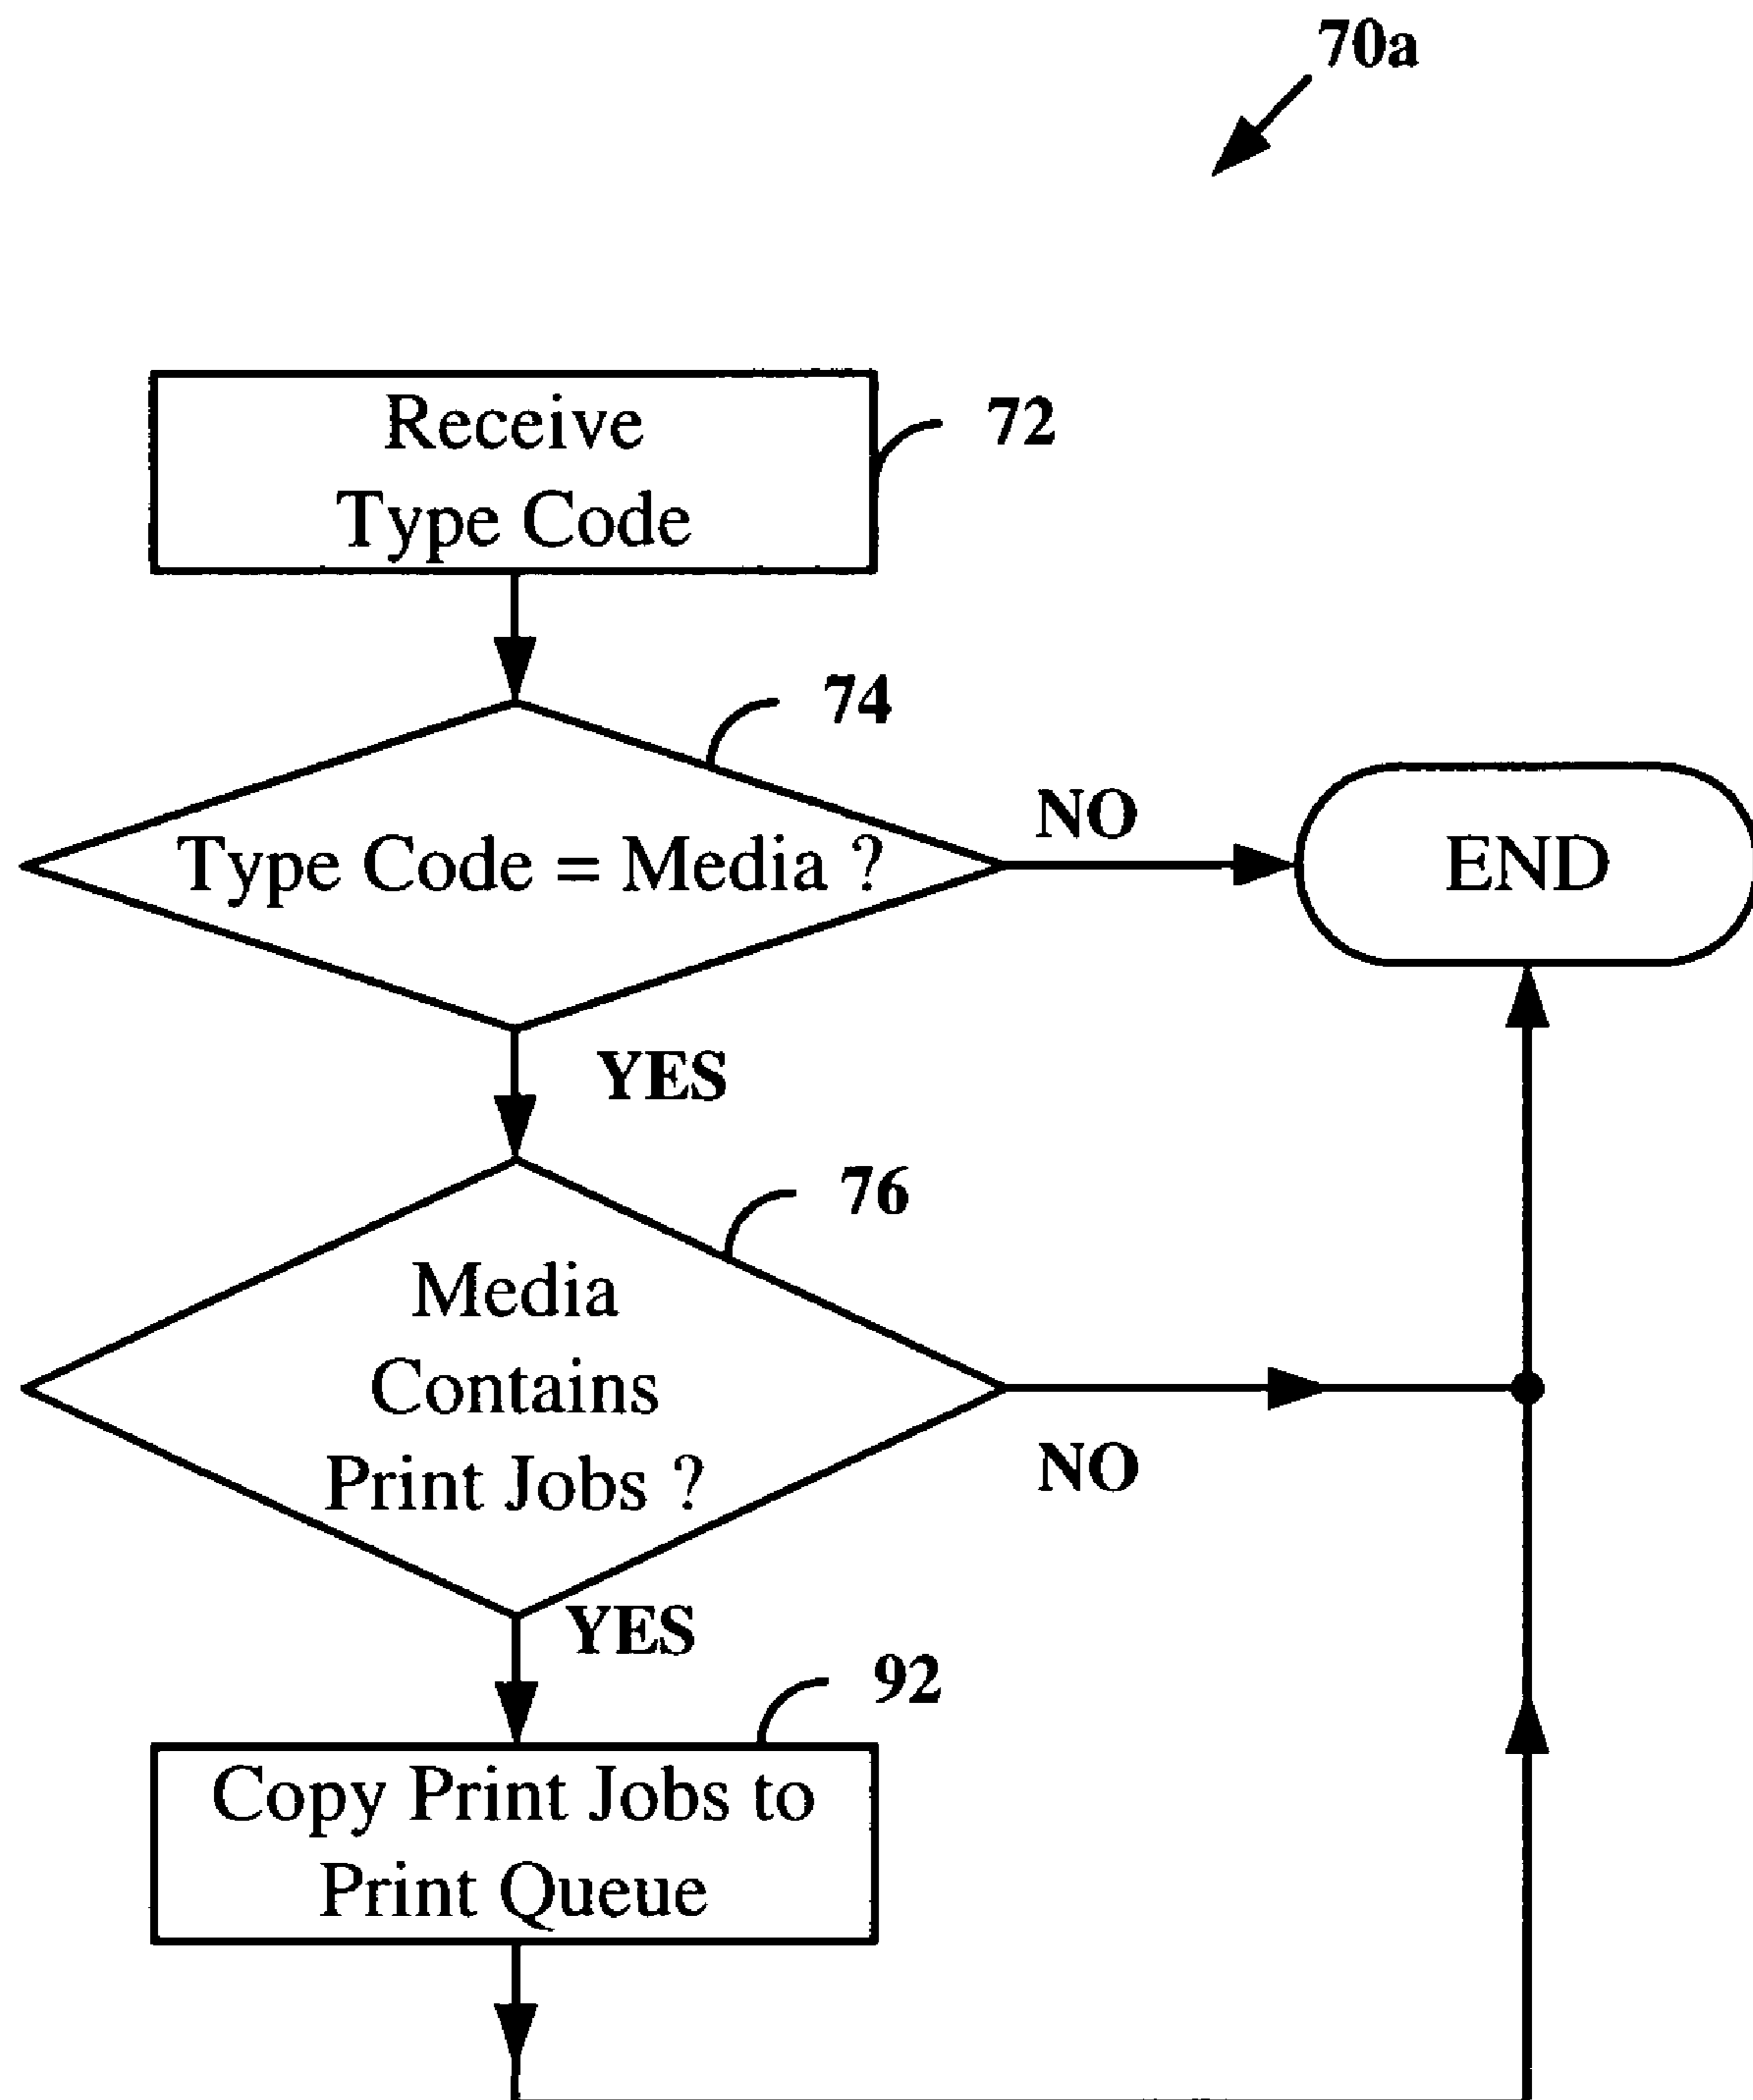 70a
Receive
Type Code
72
74
Type Code = Media ?
NO
END
YES
76
Media
Contains
Print Jobs ?
NO
YES
92
Copy Print Jobs to
Print Queue